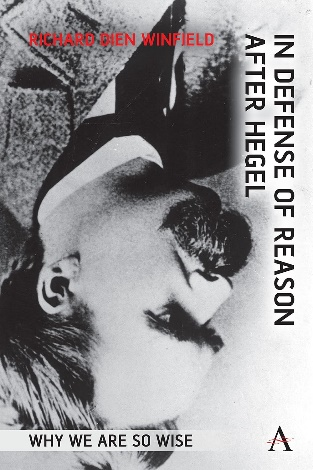 RICHARD DIEN WINFIELD
IN DEFENSE OF REASON
AFTER HEGEL
WHY WE ARE SO WISE
A